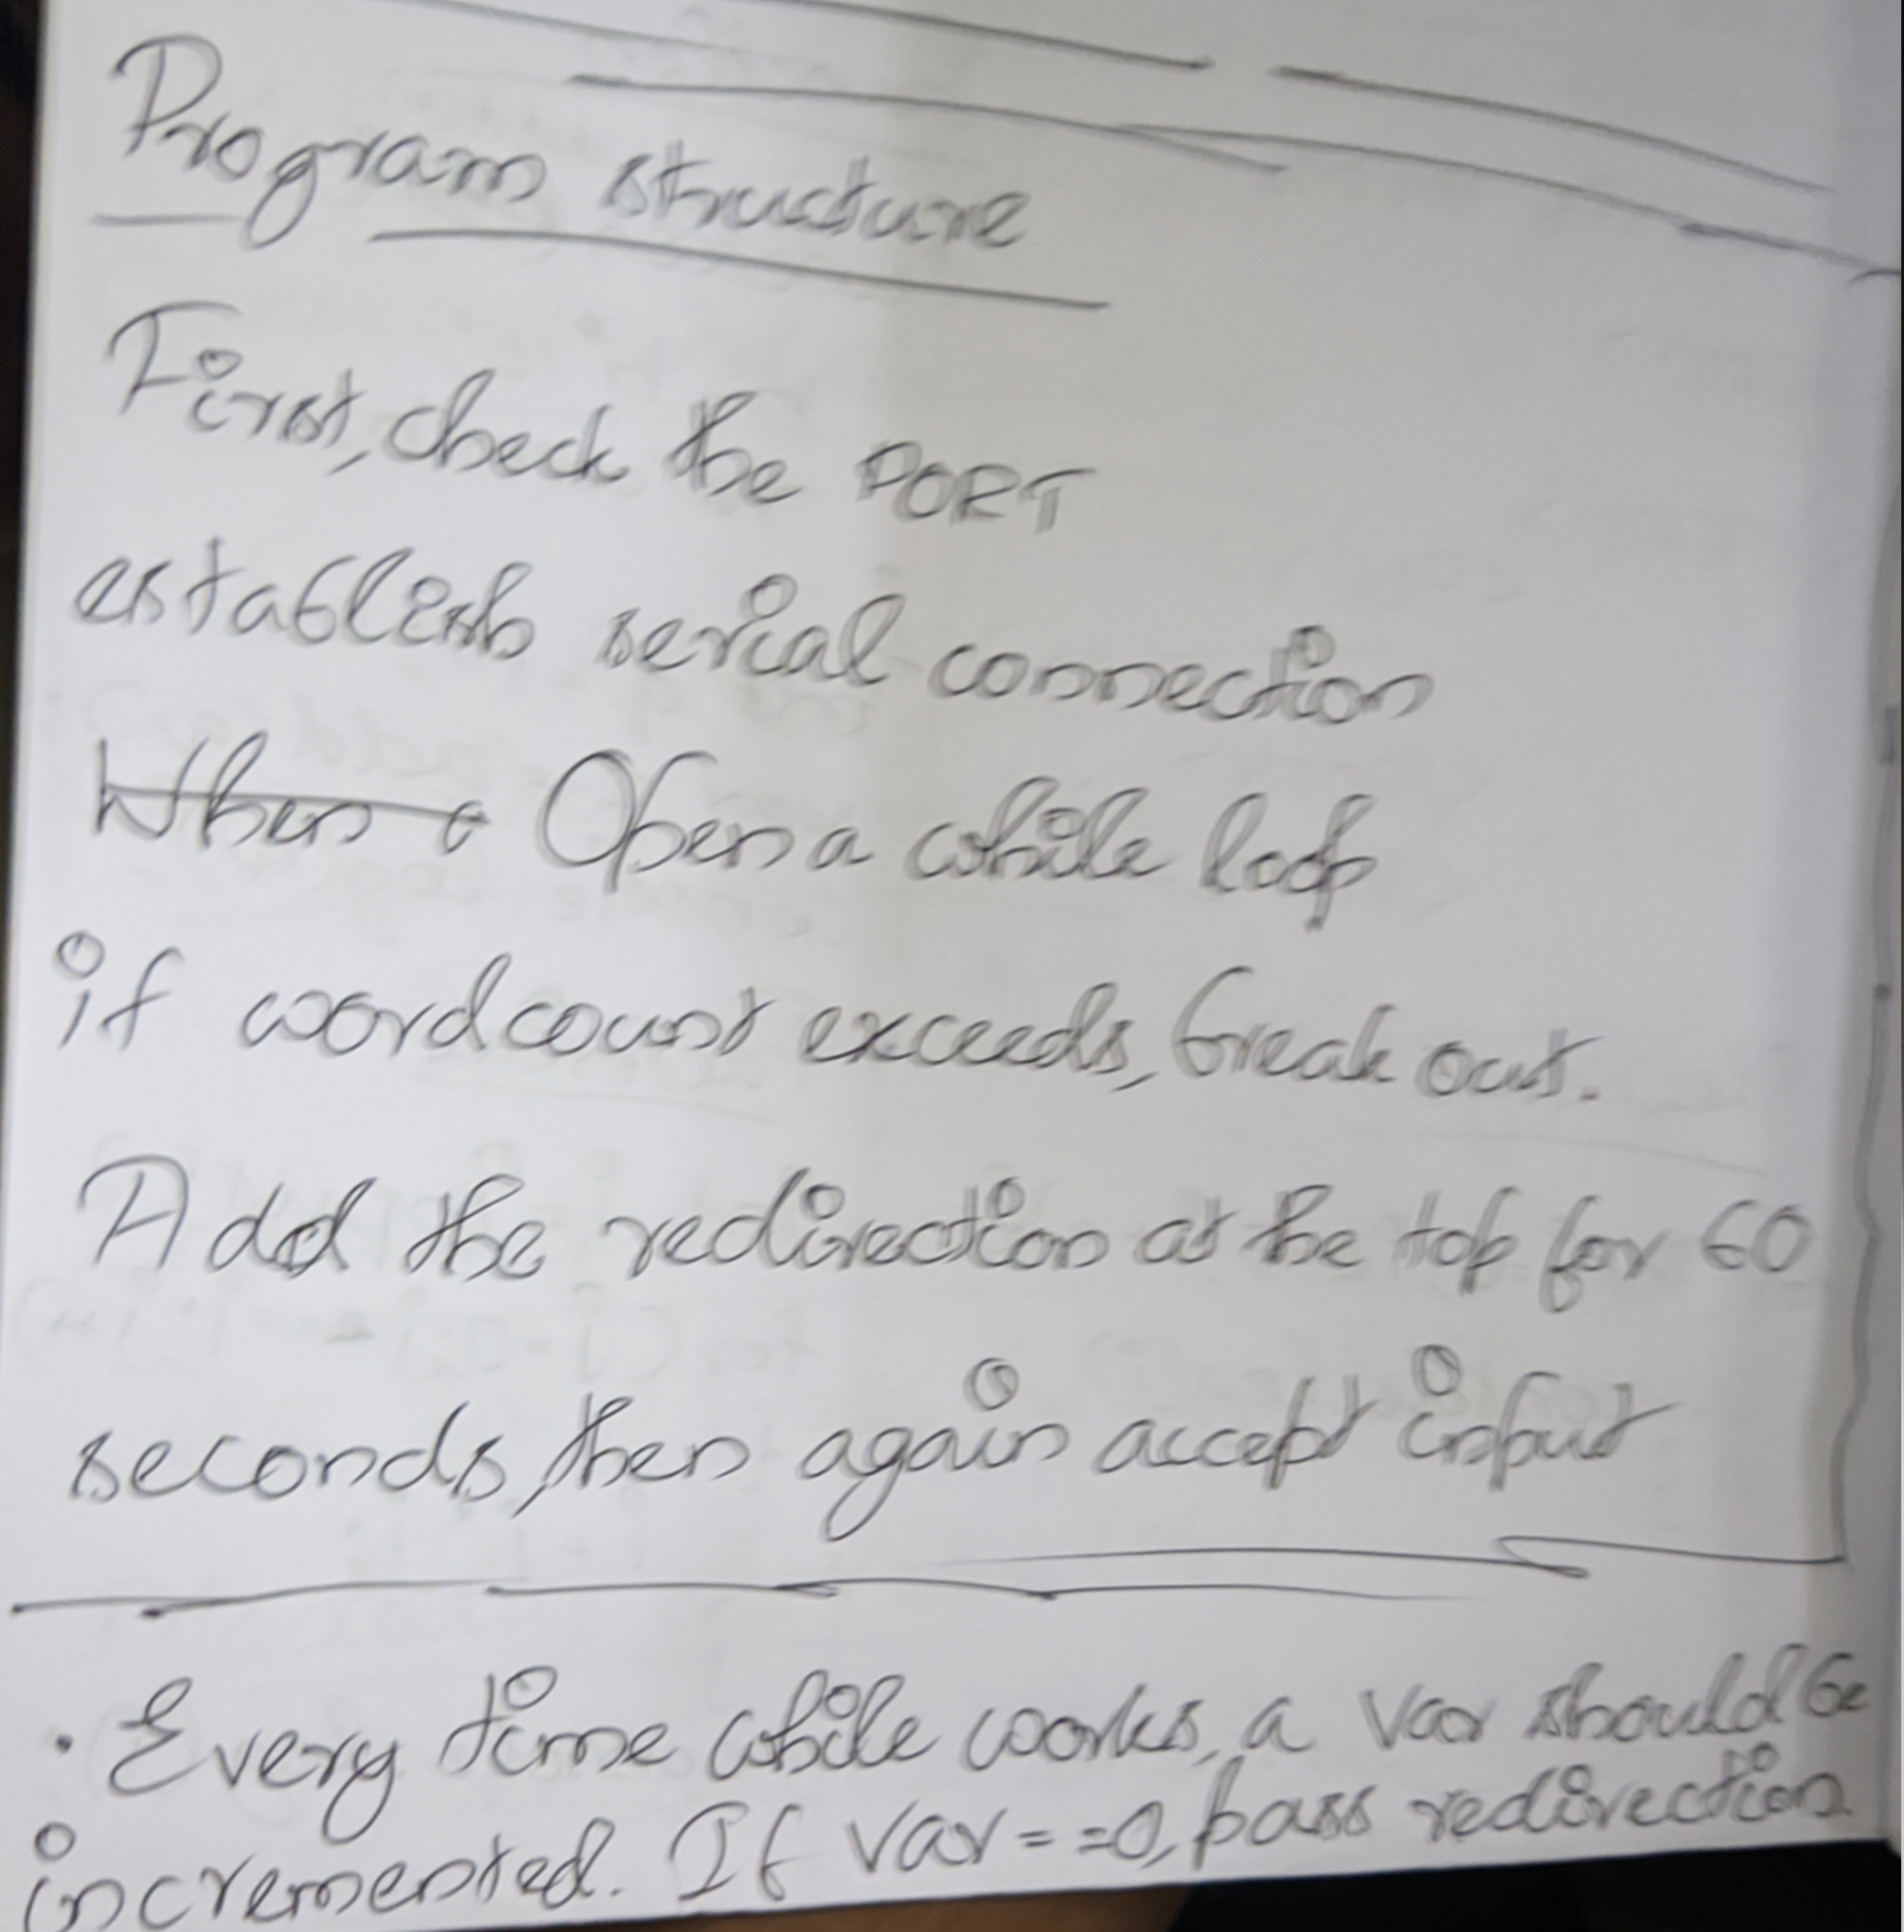 Program structure
First, check the PORT
establish serial connection
When o Open a while loop
if wordcount exceeds, break out.
Add the redirection at the top for 60
seconds, then again accept input
. Every time while works, a var should be
incremented. If var==0, pass redirection